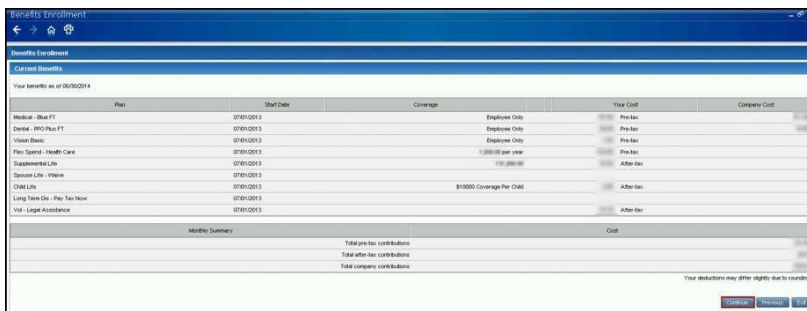 Benefits Enrollment
Benefits Enrollment
Current Benefits
Your benefits as of 06/30/2014
Plan Start Date Coverage Your Cost Company Cost
Medical - Blue FT 07/01/2013 Employee Only Pre-tax
Dental - PPO Plus FT 07/01/2013 Employee Only Pre-tax
Vision Basic 07/01/2013 Employee Only Pre-tax
Flex Spend - Health Care 07/01/2013 per year Pre-tax
Supplemental Life 07/01/2013 After-tax
Spouse Life - Waive 07/01/2013
Child Life 07/01/2013 $10000 Coverage Per Child After-tax
Long Term Dis - Pay Tax Now 07/01/2013
Vol - Legal Assistance 07/01/2013 After-tax
Monthly Summary Cost
Total pre-tax contributions
Total after-tax contributions
Total company contributions
Your deductions may differ slightly due to roundin
Continue Previous Exit